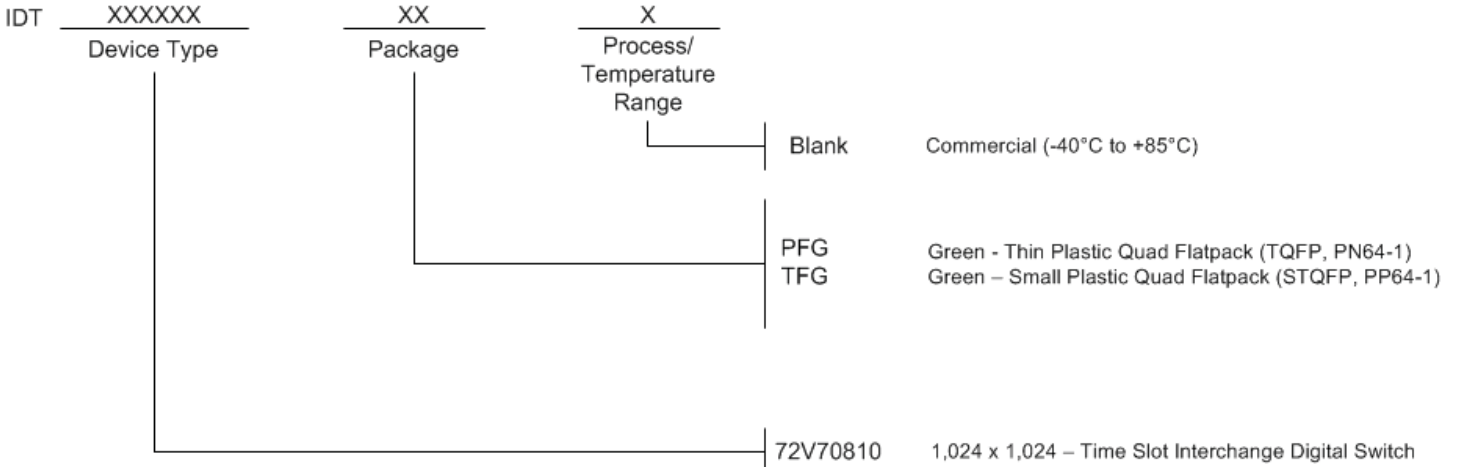 IDT XXXXXX XX X
Device Type Package Process/
Temperature
Range
Blank Commercial (-40°C to +85°C)
PFG Green - Thin Plastic Quad Flatpack (TQFP, PN64-1)
TFG Green – Small Plastic Quad Flatpack (STQFP, PP64-1)
72V70810 1,024 x 1,024 – Time Slot Interchange Digital Switch